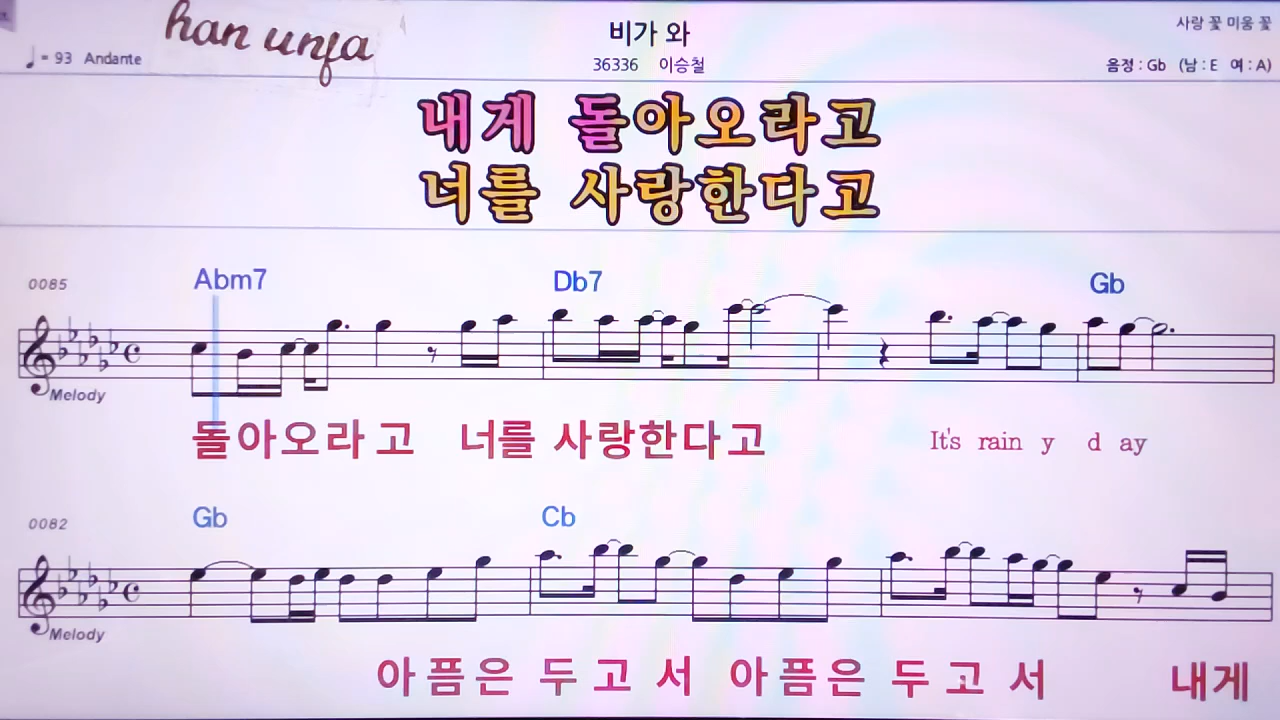 han unja
비가 와
사랑 꽃 미움 꽃
♩= 93 Andante
36336 이승철
음정 : Gb (남 : E 여 : A)
내게 돌아오라고
너를 사랑한다고
0085 Abm7 Db7 Gb
Melody
돌아오라고 너를 사랑한다고 It's rain y d ay
0082 Gb Cb
Melody
아픔은 두고 서 아픔은 두고 서 내게